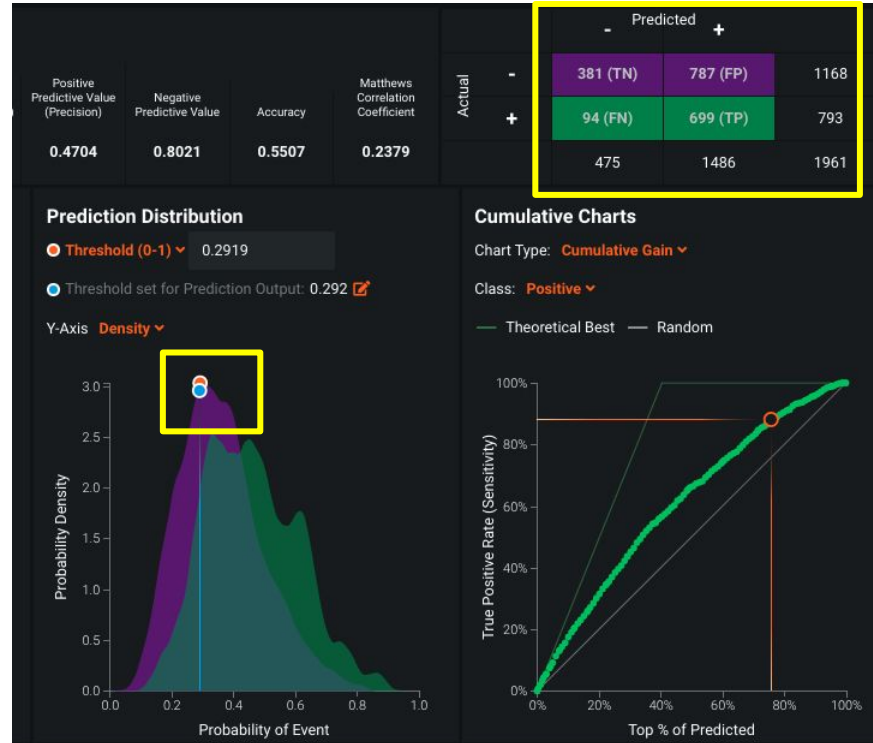 Positive
Predictive Value
(Precision)
Negative
Predictive Value
Accuracy
Matthews
Correlation
Coefficient
0.4704 0.8021 0.5507 0.2379
Predicted
- +
Actual
- 381 (TN) 787 (FP) 1168
+ 94 (FN) 699 (TP) 793
475 1486 1961
Prediction Distribution
Threshold (0-1) 0.2919
Threshold set for Prediction Output: 0.292
Y-Axis Density
3.0
2.5
2.0
1.5
1.0
0.5
0.0
Probability Density
0.0 0.2 0.4 0.6 0.8 1.0
Probability of Event
Cumulative Charts
Chart Type: Cumulative Gain
Class: Positive
Theoretical Best Random
100%
80%
60%
40%
20%
0%
True Positive Rate (Sensitivity)
0% 20% 40% 60% 80% 100%
Top % of Predicted